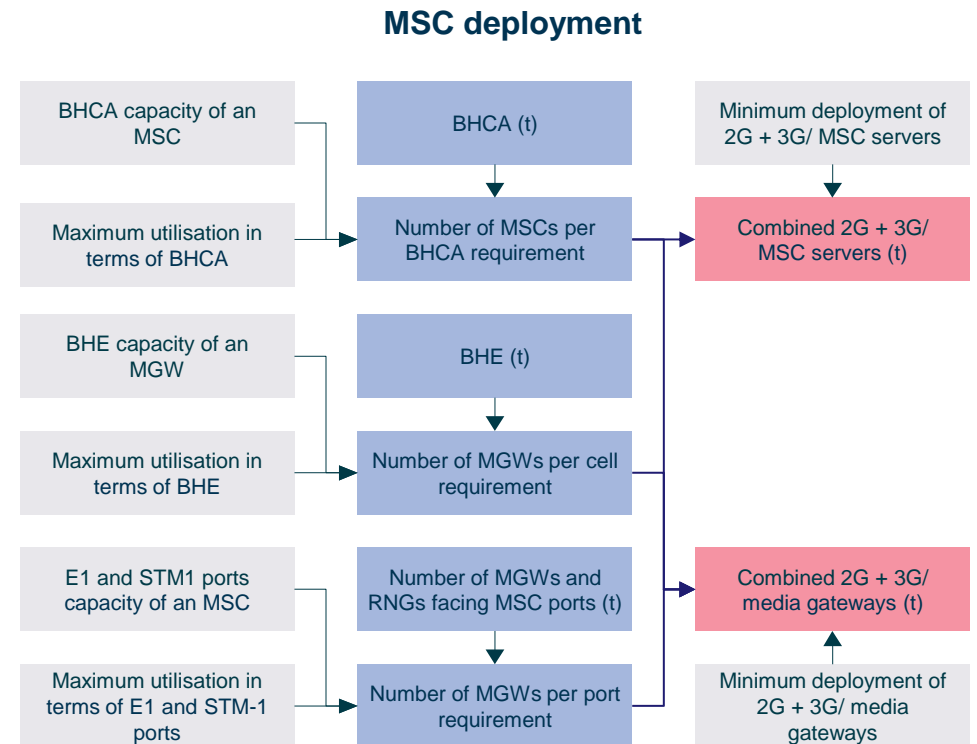 MSC deployment
BHCA capacity of an
MSC
BHCA (t)
Minimum deployment of
2G + 3G/ MSC servers
Maximum utilisation in
terms of BHCA
Number of MSCs per
BHCA requirement
Combined 2G + 3G/
MSC servers (t)
BHE capacity of an
MGW
BHE (t)
Maximum utilisation in
terms of BHE
Number of MGWs per cell
requirement
E1 and STM1 ports
capacity of an MSC
Number of MGWs and
RNGs facing MSC ports (t)
Combined 2G + 3G/
media gateways (t)
Maximum utilisation in
terms of E1 and STM-1
ports
Number of MGWs per port
requirement
Minimum deployment of
2G + 3G/ media
gateways